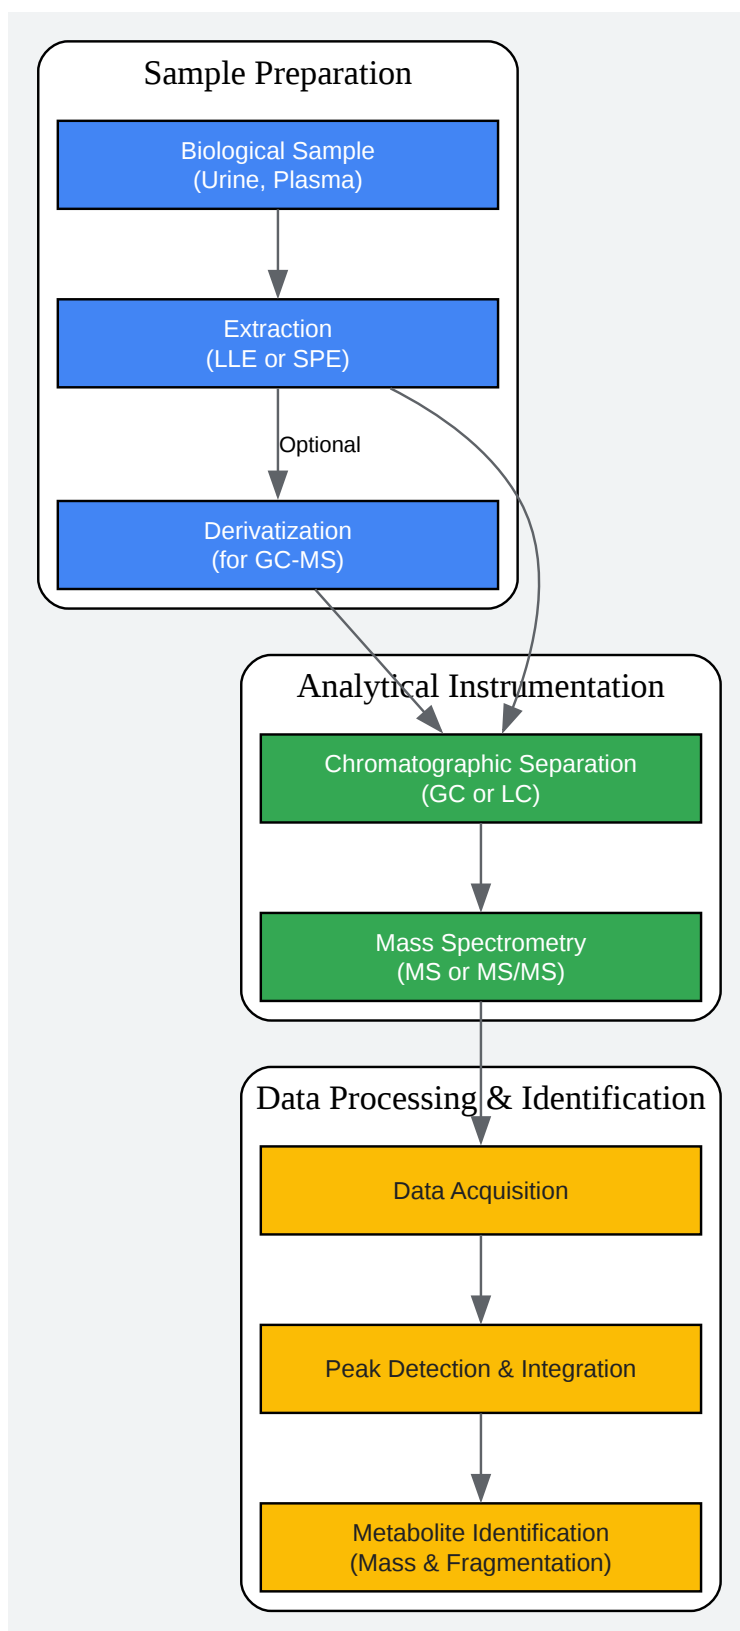 Sample Preparation
Biological Sample
(Urine, Plasma)
Extraction
(LLE or SPE)
Optional
Derivatization
(for GC-MS)
Analytical Instrumentation
Chromatographic Separation
(GC or LC)
Mass Spectrometry
(MS or MS/MS)
Data Processing & Identification
Data Acquisition
Peak Detection & Integration
Metabolite Identification
(Mass & Fragmentation)